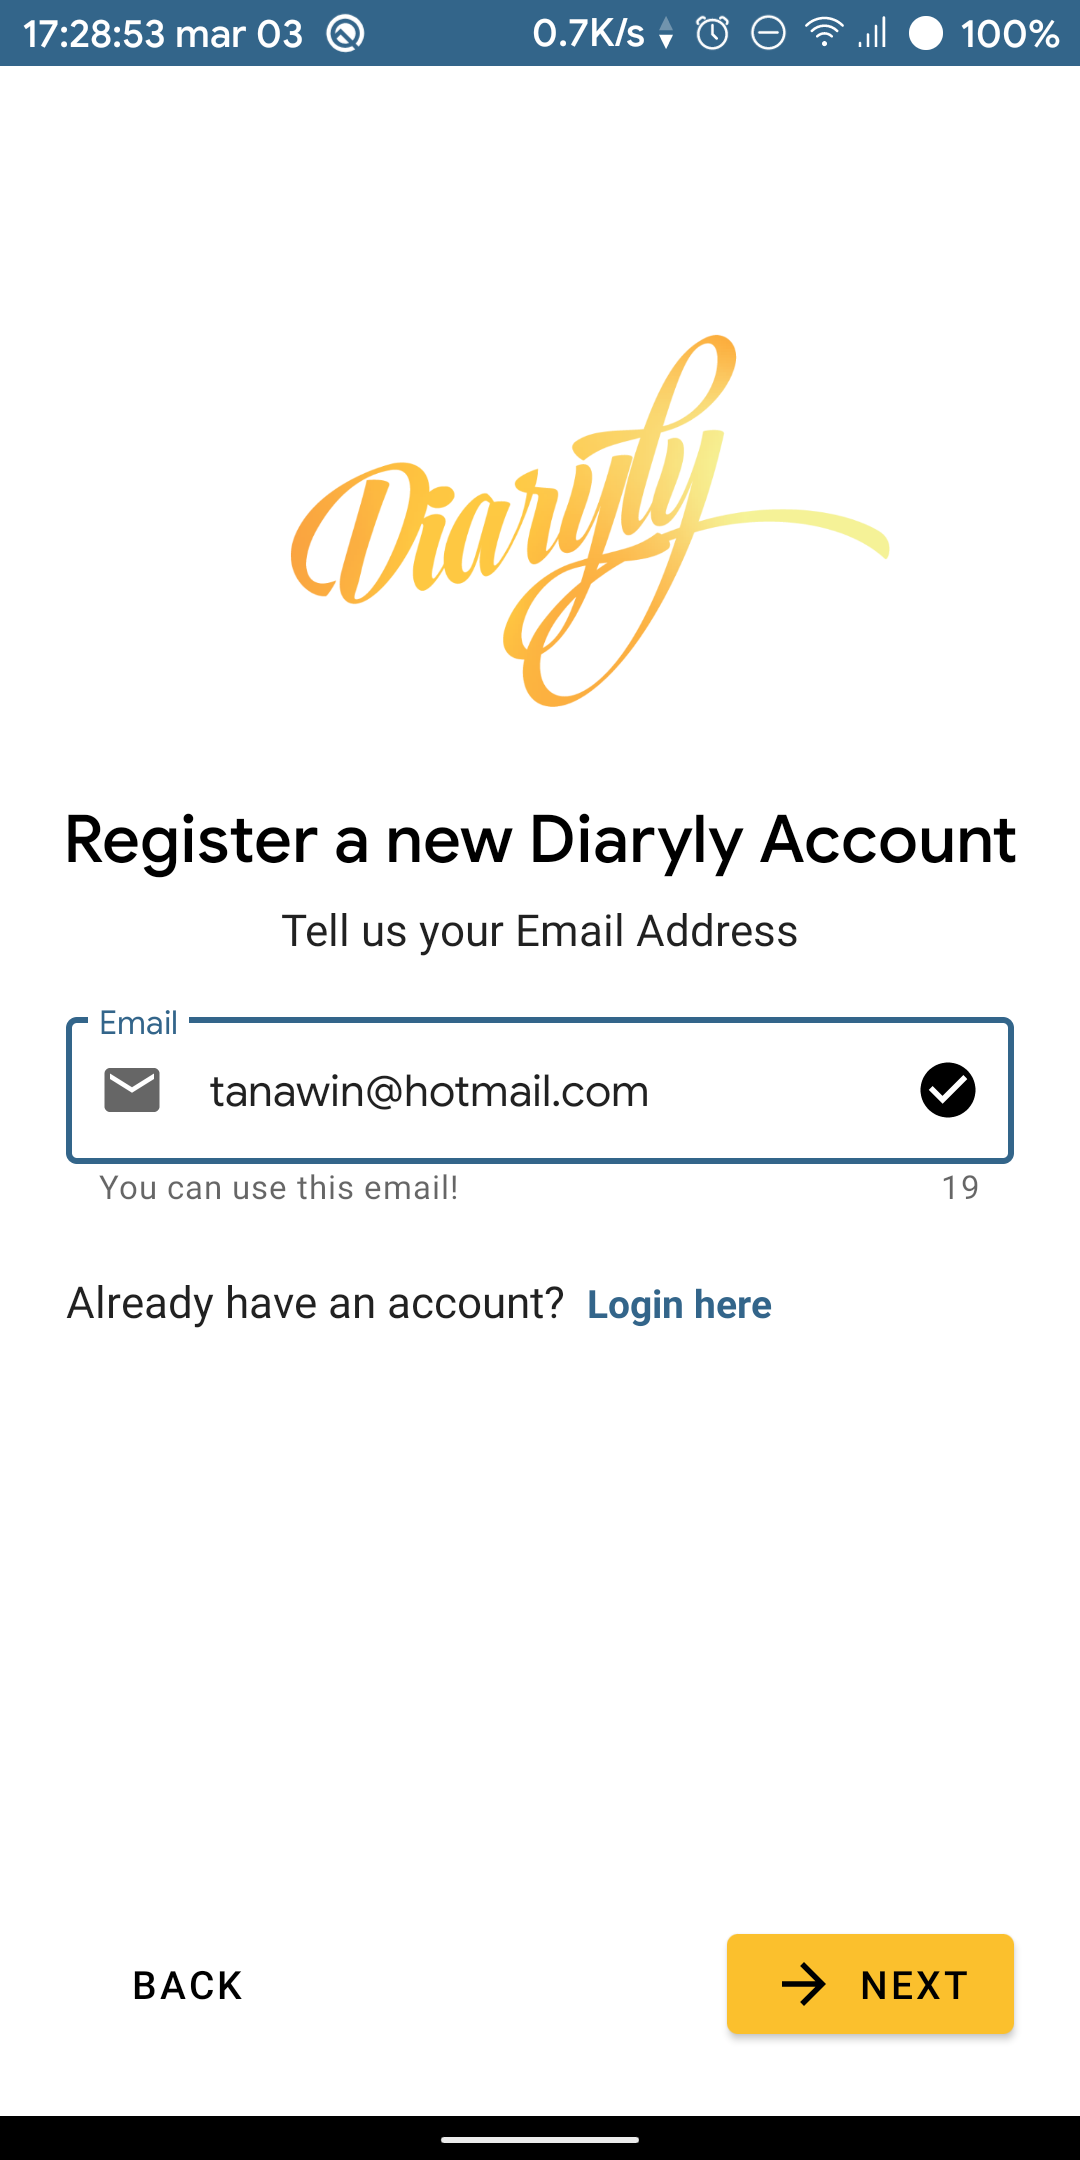 17:28:53 mar 03 0.7K/s 100%
Diaryly
Register a new Diaryly Account
Tell us your Email Address
Email
tanawin@hotmail.com
You can use this email! 19
Already have an account? Login here
BACK NEXT